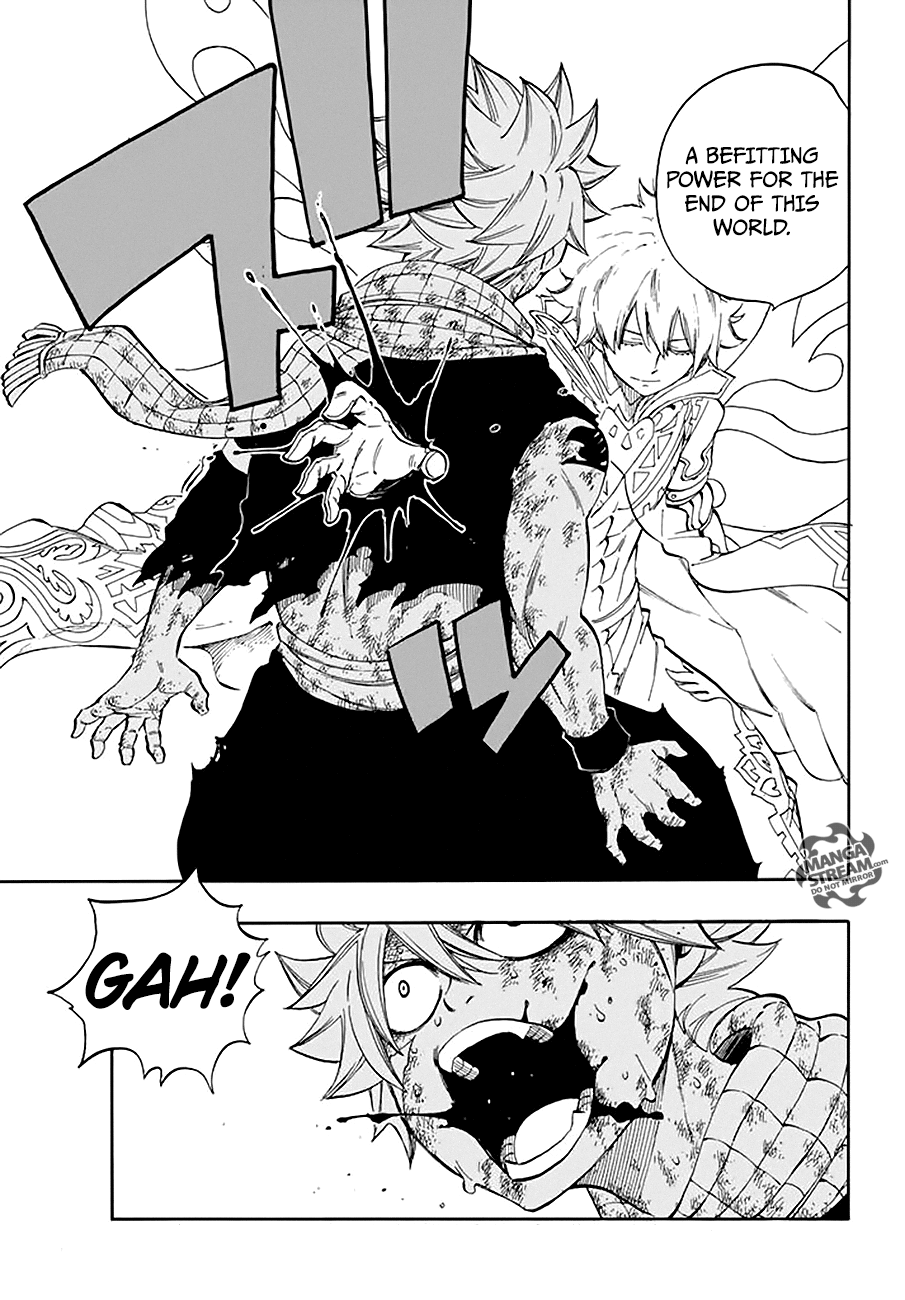 A BEFITTING
POWER FOR THE
END OF THIS
WORLD.
GAH!
MANGA
STREAM.com
DO NOT MIRROR